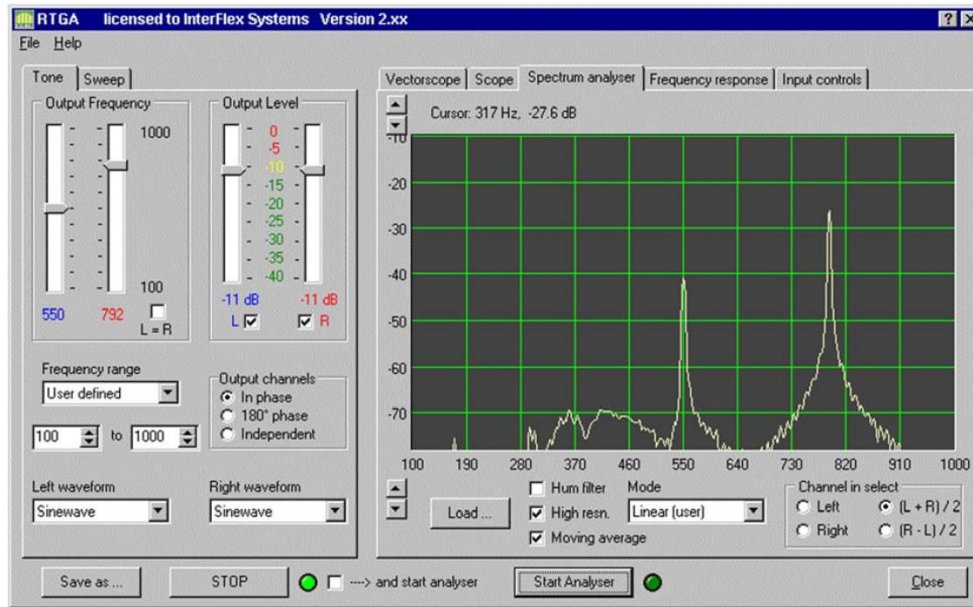 RTGA licensed to InterFlex Systems Version 2.xx
File Help
Tone Sweep
Output Frequency
1000
100
550 792
L = R
Output Level
0
-5
-10
-15
-20
-25
-30
-35
-40
-11 dB -11 dB
L R
Frequency range
User defined
100 to 1000
Output channels
In phase
180° phase
Independent
Left waveform
Sinewave
Right waveform
Sinewave
Vectorscope Scope Spectrum analyser Frequency response Input controls
Cursor: 317 Hz, -27.6 dB
-10
-20
-30
-40
-50
-60
-70
100 190 280 370 460 550 640 730 820 910 1000
Load ...
Hum filter
High resn.
Moving average
Mode
Linear (user)
Channel in select
Left (L + R) / 2
Right (R - L) / 2
Save as ... STOP ----> and start analyser Start Analyser Close